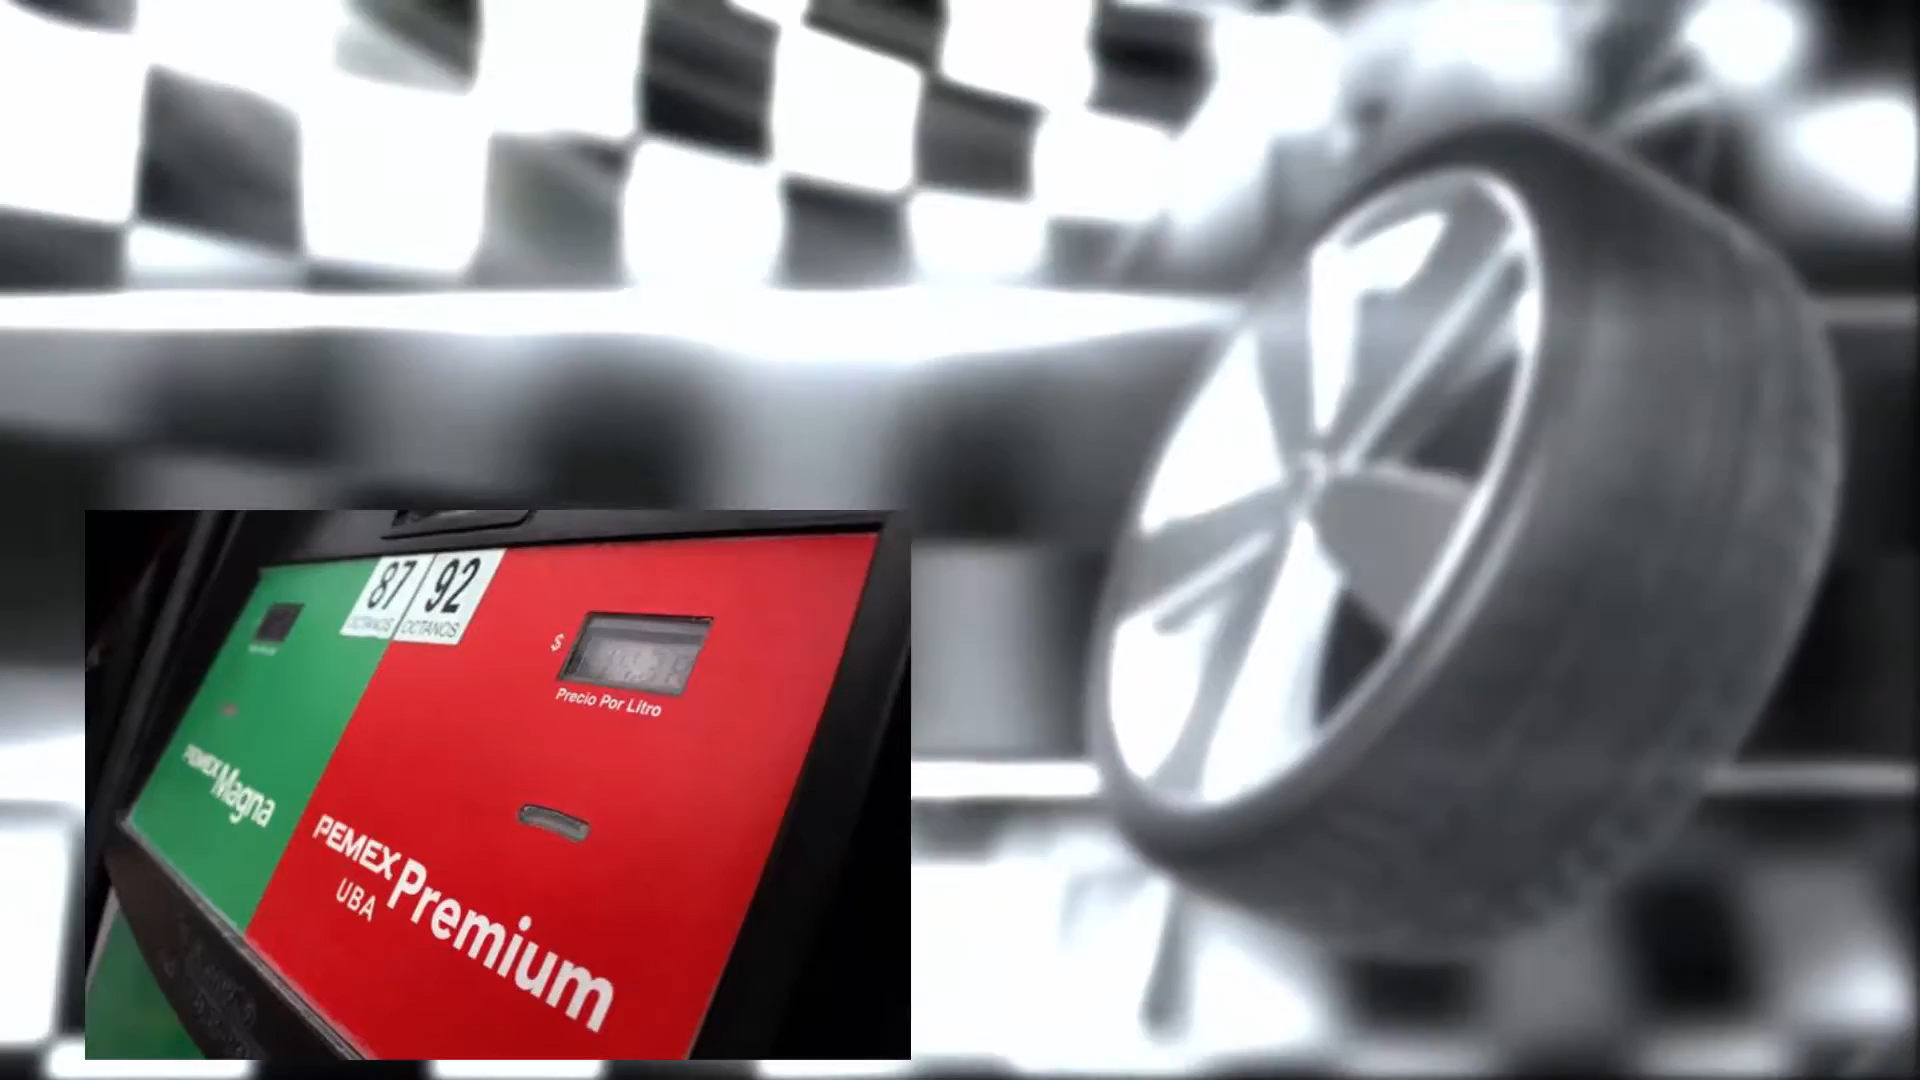 87 92
OCTANOS OCTANOS
$
Precio Por Litro
PEMEX Magna
PEMEX Premium
UBA